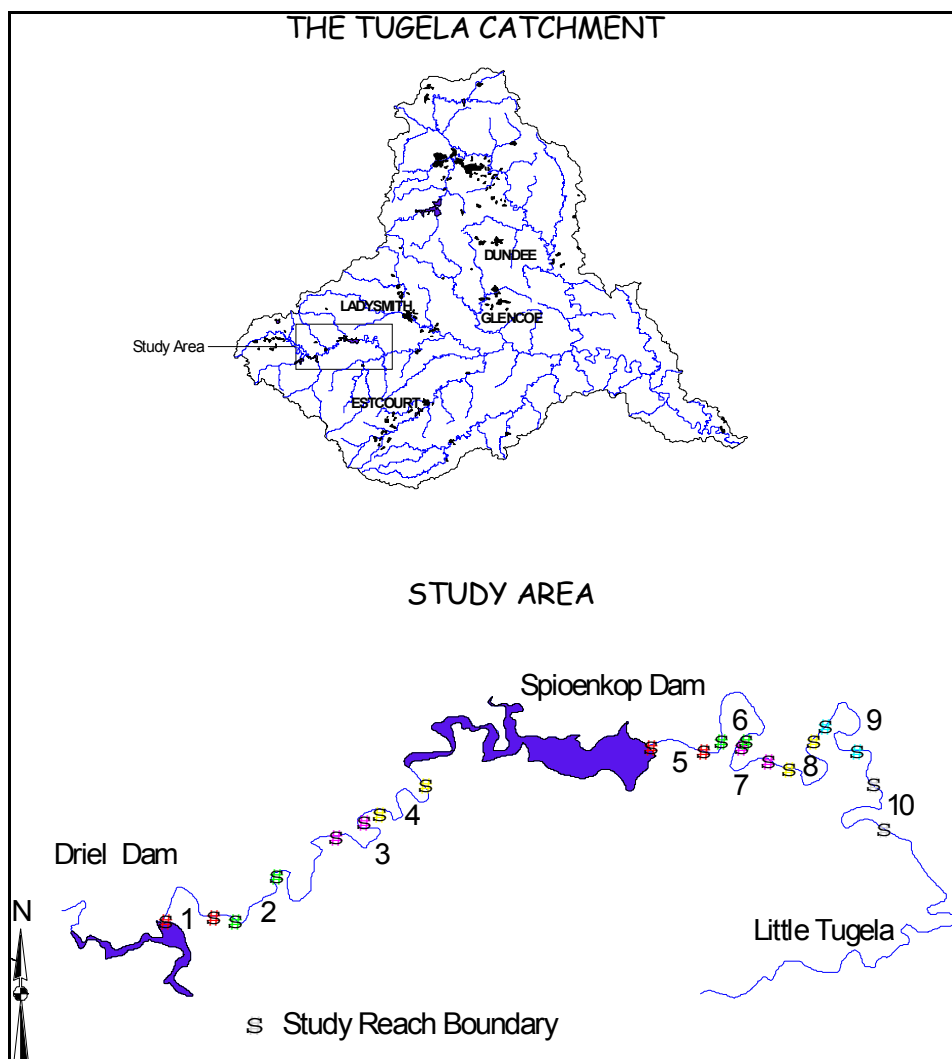 THE TUGELA CATCHMENT
DUNDEE
LADYSMITH
GLENCOE
Study Area
ESTCOURT
STUDY AREA
Spioenkop Dam
6
9
5
7
8
10
4
3
Driel Dam
N
1
2
Little Tugela
S Study Reach Boundary